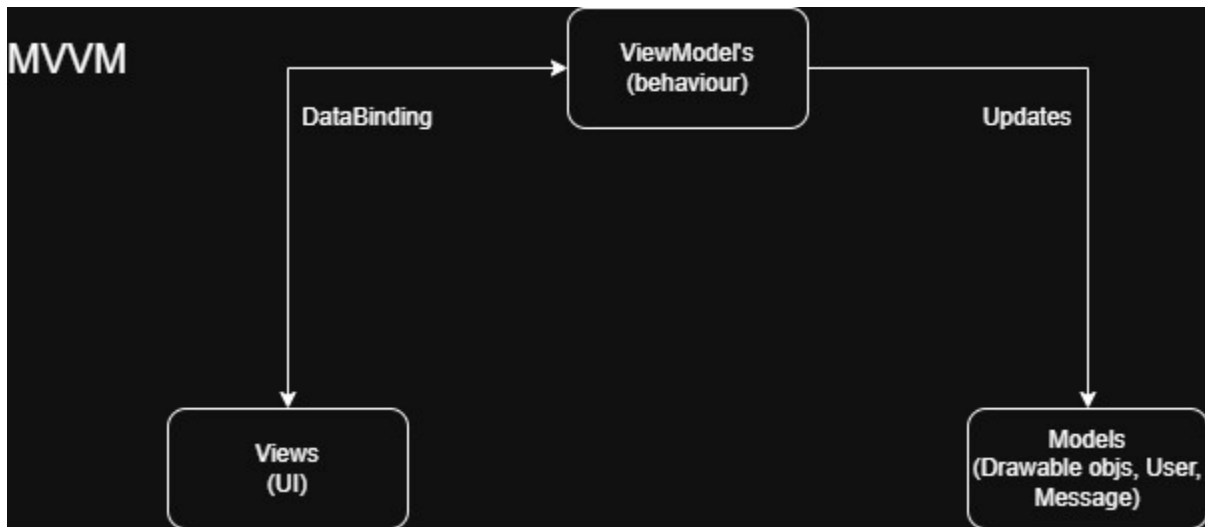 MVVM
ViewModel's
(behaviour)
DataBinding
Updates
Views
(UI)
Models
(Drawable objs, User,
Message)